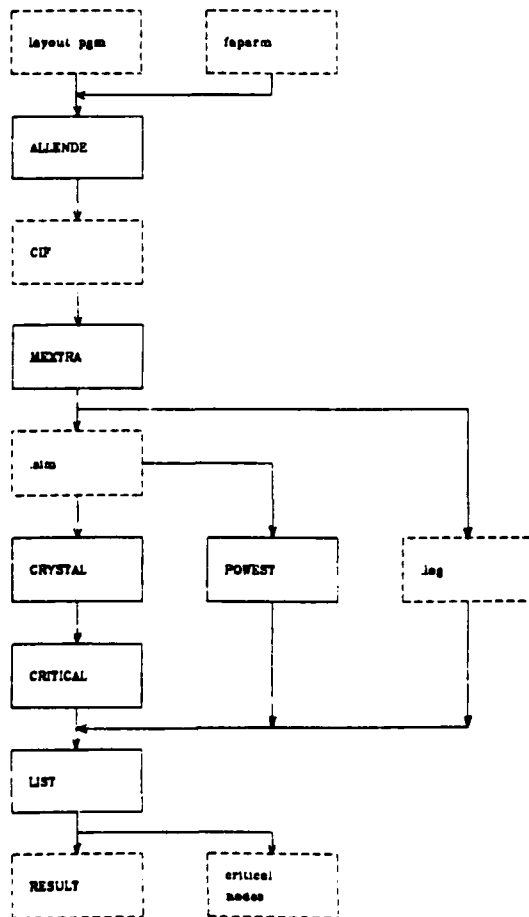 layout pgm
faparm
ALLENDE
CIF
MEXTRA
.sim
CRYSTAL
POWEST
.log
CRITICAL
LIST
RESULT
critical
nodes